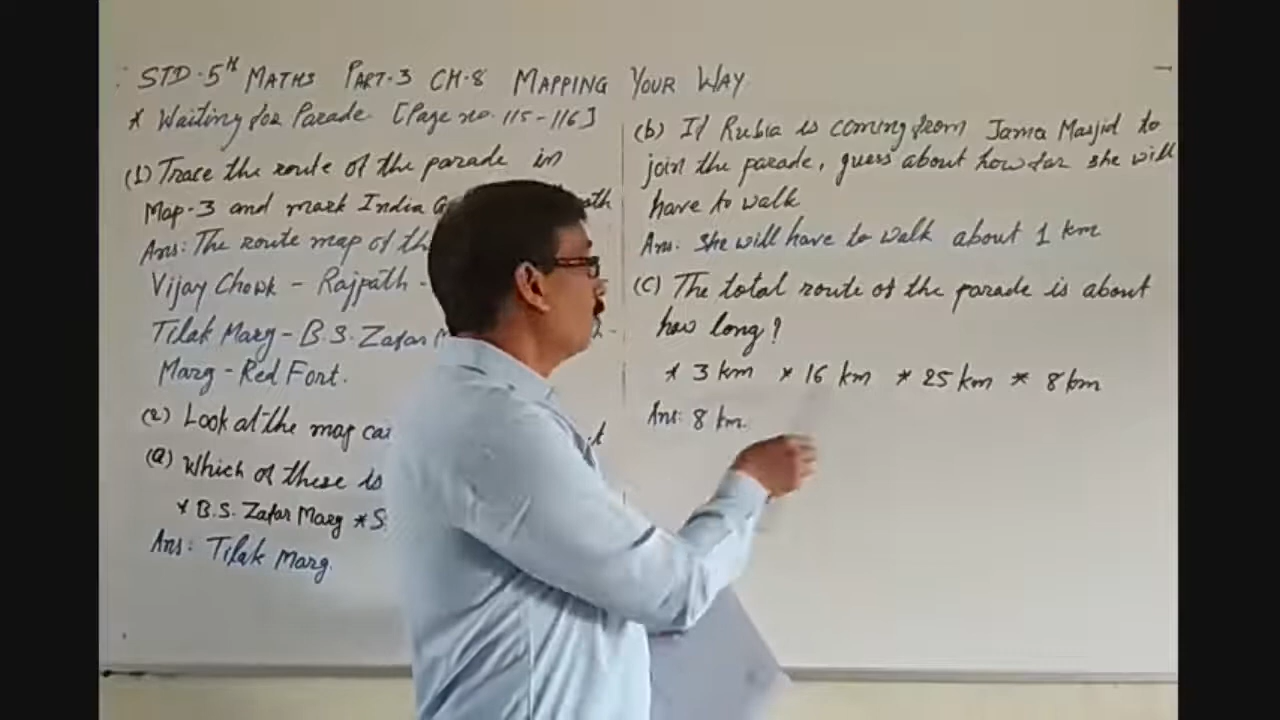 STD. 5th MATHS PART-3 CH-8 MAPPING YOUR WAY
* Waiting for Parade [Page no. 115-116]
(1) Trace the route of the parade in
Map-3 and mark India
Ans: The route map of
Vijay Chowk - Rajpath -
Tilak Marg - B.S. Zafar
Marg - Red Fort.
(2) Look at the map
(a) Which of these is
* B.S. Zafar Marg *
Ans: Tilak Marg.
(b) If Rubia is coming from Jama Masjid to
join the parade, guess about how far she will
have to walk
Ans: She will have to walk about 1 km
(c) The total route of the parade is about
how long?
* 3 km * 16 km * 25 km * 8 km
Ans: 8 km.